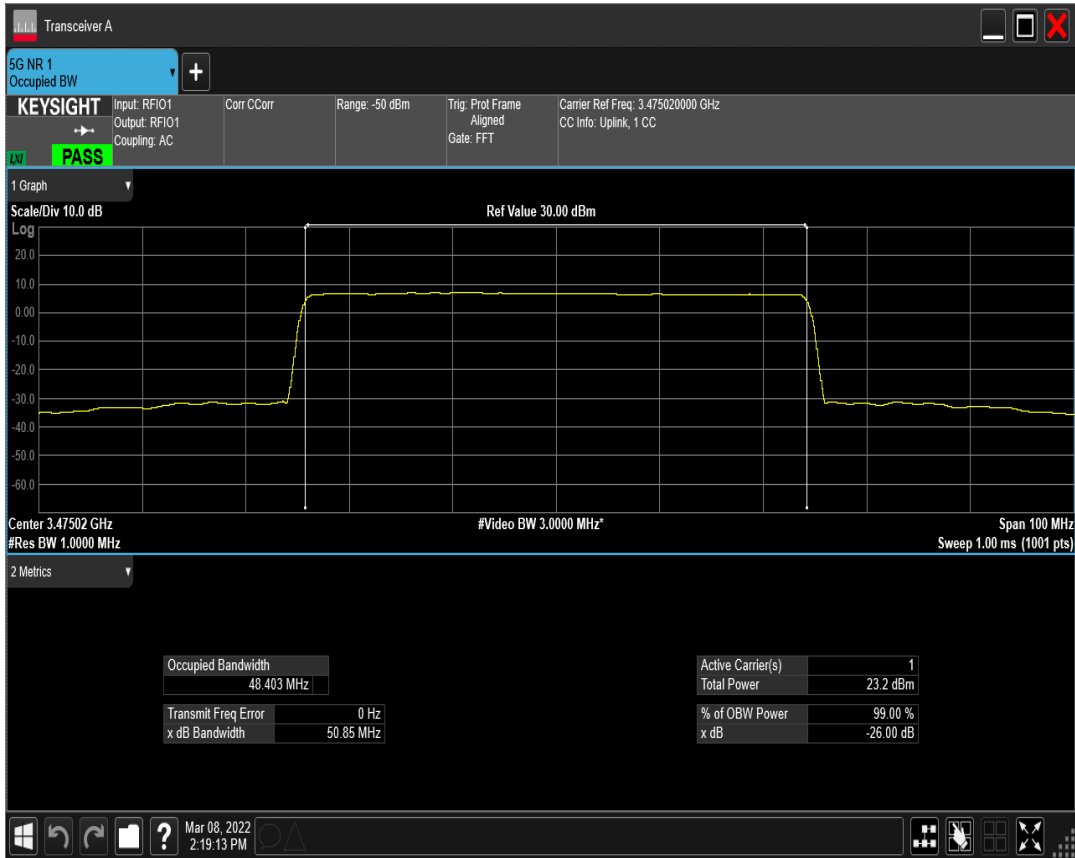 Transceiver A
5G NR 1
Occupied BW
+
KEYSIGHT
LXI
PASS
Input: RFIO1
Output: RFIO1
Coupling: AC
Corr CCorr
Range: -50 dBm
Trig: Prot Frame
Aligned
Gate: FFT
Carrier Ref Freq: 3.475020000 GHz
CC Info: Uplink, 1 CC
1 Graph
Scale/Div 10.0 dB
Ref Value 30.00 dBm
Log
20.0
10.0
0.00
-10.0
-20.0
-30.0
-40.0
-50.0
-60.0
Center 3.47502 GHz
#Video BW 3.0000 MHz*
Span 100 MHz
#Res BW 1.0000 MHz
Sweep 1.00 ms (1001 pts)
2 Metrics
Occupied Bandwidth
48.403 MHz
Transmit Freq Error 0 Hz
x dB Bandwidth 50.85 MHz
Active Carrier(s) 1
Total Power 23.2 dBm
% of OBW Power 99.00 %
x dB -26.00 dB
?
Mar 08, 2022
2:19:13 PM